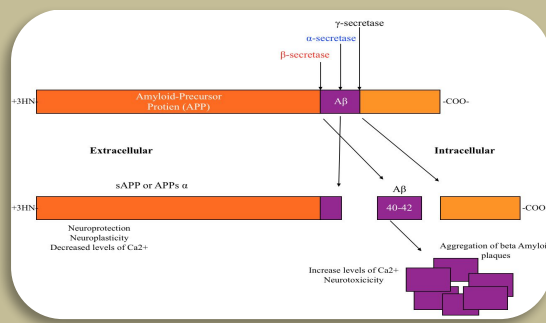 γ-secretase
α-secretase
β-secretase
+3HN-
Amyloid-Precursor
Protien (APP)
Aβ
-COO-
Extracellular
Intracellular
sAPP or APPs α
Aβ
+3HN-
40-42
-COO
Neuroprotection
Neuroplasticity
Decreased levels of Ca2+
Aggregation of beta Amyloi
plaques
Increase levels of Ca2+
Neurotoxicicity